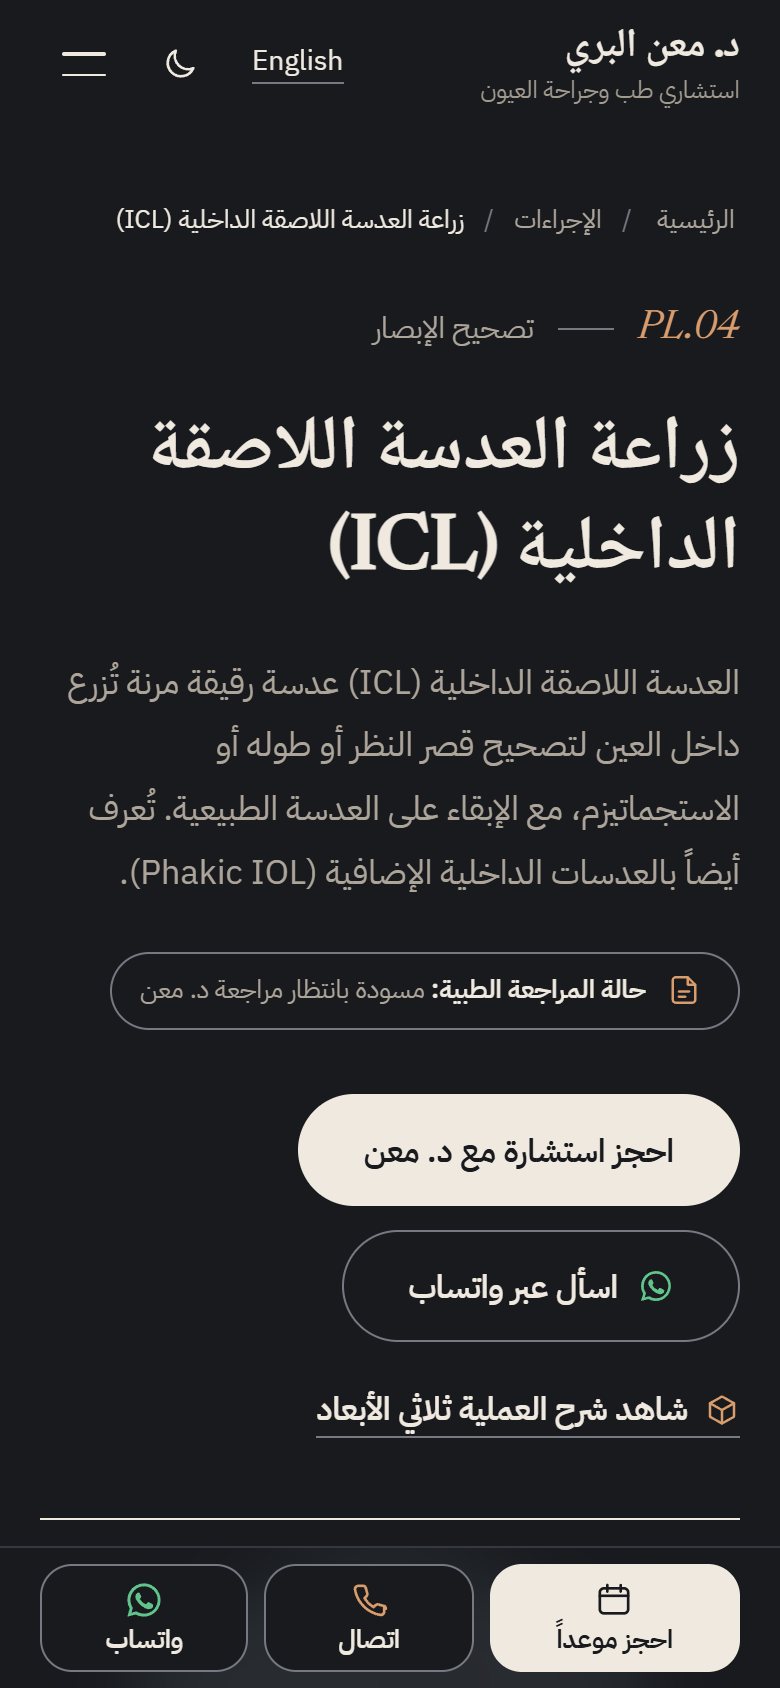 د. معن البري
استشاري طب وجراحة العيون
English
الرئيسية / الإجراءات / زراعة العدسة اللاصقة الداخلية (ICL)
PL.04 — تصحيح الإبصار
زراعة العدسة اللاصقة
الداخلية (ICL)
العدسة اللاصقة الداخلية (ICL) عدسة رقيقة مرنة تُزرع
داخل العين لتصحيح قصر النظر أو طوله أو
الاستجماتيزم، مع الإبقاء على العدسة الطبيعية. تُعرف
أيضاً بالعدسات الداخلية الإضافية (Phakic IOL).
حالة المراجعة الطبية: مسودة بانتظار مراجعة د. معن
احجز استشارة مع د. معن
اسأل عبر واتساب
شاهد شرح العملية ثلاثي الأبعاد
احجز موعداً
اتصال
واتساب